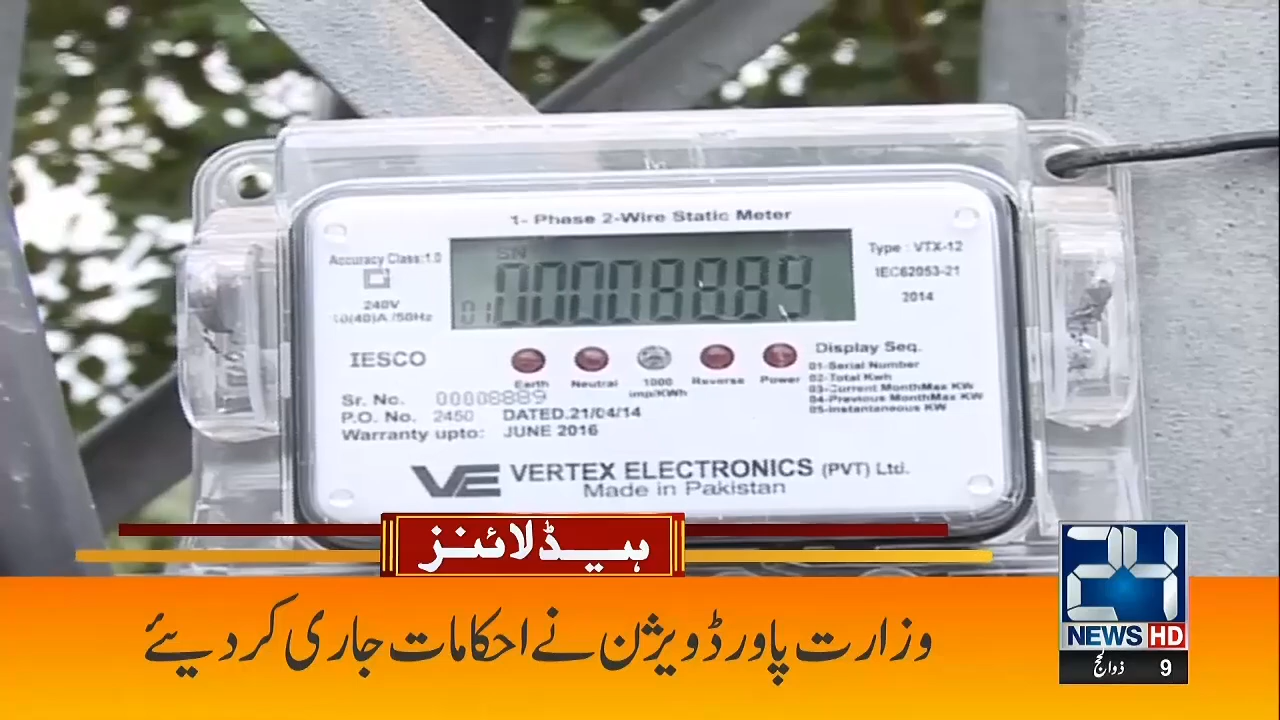 1- Phase 2-Wire Static Meter
Accuracy Class:1.0
240V
10(40)A /50Hz
SN
01 00008889
Type : VTX-12
IEC62053-21
2014
IESCO
Earth Neutral 1000 imp/KWh Reverse Power
Display Seq.
01-Serial Number
02-Total Kwh
03-Current MonthMax KW
04-Previous MonthMax KW
05-Instantaneous KW
Sr. No. 00008889
P.O. No. 2450 DATED.21/04/14
Warranty upto: JUNE 2016
VE VERTEX ELECTRONICS (PVT) Ltd.
Made in Pakistan
ہیڈلائنز
وزارت پاور ڈویژن نے احکامات جاری کر دیئے
24
NEWS HD
9 ذوالحج